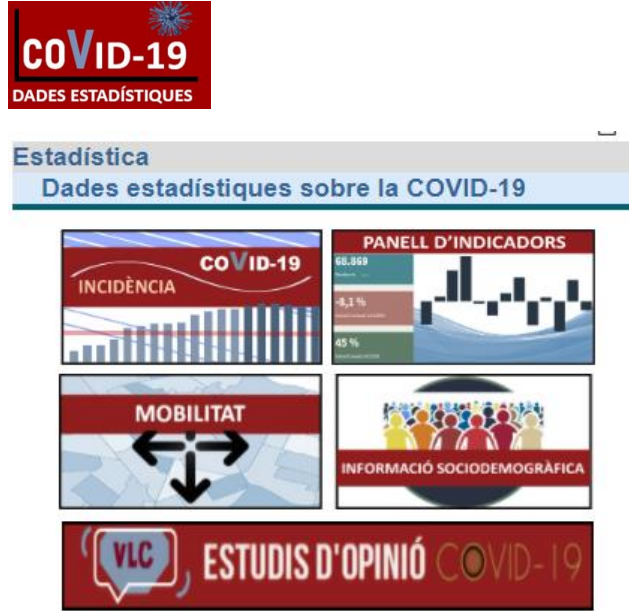 COVID-19
DADES ESTADÍSTIQUES
Estadística
Dades estadístiques sobre la COVID-19
COVID-19
INCIDÈNCIA
PANELL D'INDICADORS
68.869
-8,1 %
45 %
MOBILITAT
INFORMACIÓ SOCIODEMOGRÀFICA
VLC ESTUDIS D'OPINIÓ COVID-19